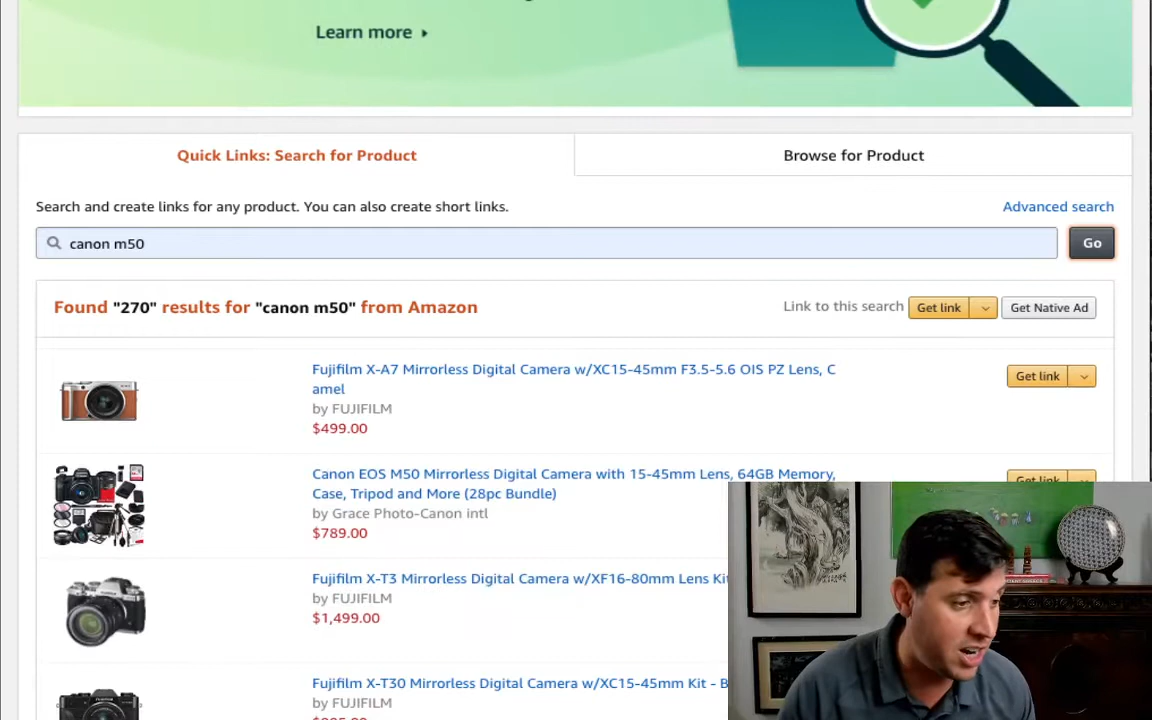 Learn more
Quick Links: Search for Product
Browse for Product
Search and create links for any product. You can also create short links.
Advanced search
canon m50
Go
Found "270" results for "canon m50" from Amazon
Link to this search
Get link
Get Native Ad
Fujifilm X-A7 Mirrorless Digital Camera w/XC15-45mm F3.5-5.6 OIS PZ Lens, C
amel
by FUJIFILM
$499.00
Get link
Canon EOS M50 Mirrorless Digital Camera with 15-45mm Lens, 64GB Memory,
Case, Tripod and More (28pc Bundle)
by Grace Photo-Canon intl
$789.00
Get link
Fujifilm X-T3 Mirrorless Digital Camera w/XF16-80mm Lens Kit
by FUJIFILM
$1,499.00
Fujifilm X-T30 Mirrorless Digital Camera w/XC15-45mm Kit - B
by FUJIFILM